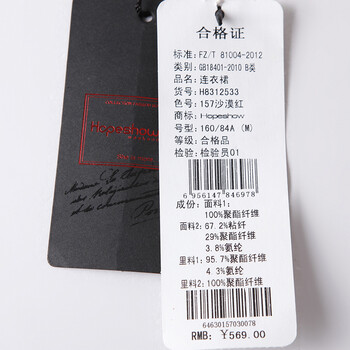 Hopeshow
合格证
标准: FZ/T 81004-2012
类别: GB18401-2010 B类
品名: 连衣裙
货号: H8312533
色号: 157沙漠红
商标: Hopeshow
号型: 160/84A (M)
等级: 合格品
检验: 检验员01
6 956147 846978
成份: 面料1:
100%聚酯纤维
面料2: 67.2%粘纤
29%聚酯纤维
3.8%氨纶
里料1: 95.7%聚酯纤维
4.3%氨纶
里料2: 100%聚酯纤维
64630157030078
RMB: ¥569.00